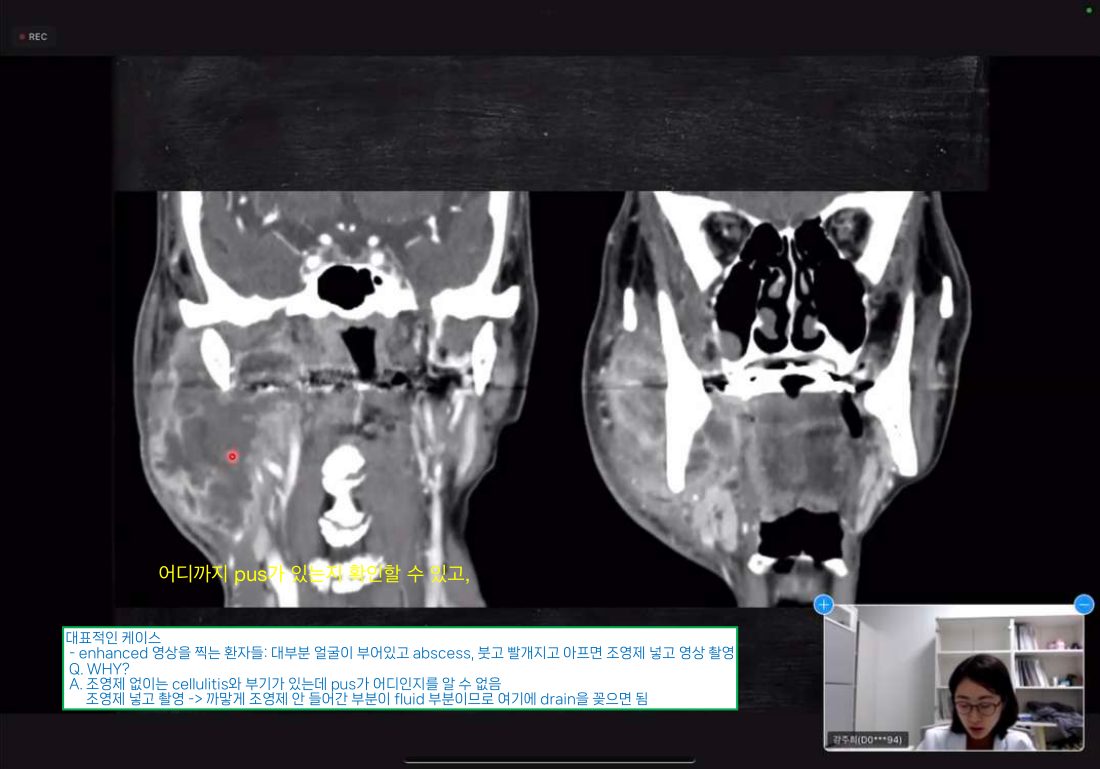 REC
어디까지 pus가 있는지 확인할 수 있고,
대표적인 케이스
- enhanced 영상을 찍는 환자들: 대부분 얼굴이 부어있고 abscess, 붓고 빨개지고 아프면 조영제 넣고 영상 촬영
Q. WHY?
A. 조영제 없이는 cellulitis와 부기가 있는데 pus가 어디인지를 알 수 없음
조영제 넣고 촬영 -> 까맣게 조영제 안 들어간 부분이 fluid 부분이므로 여기에 drain을 꽂으면 됨
강주희(D0***94)